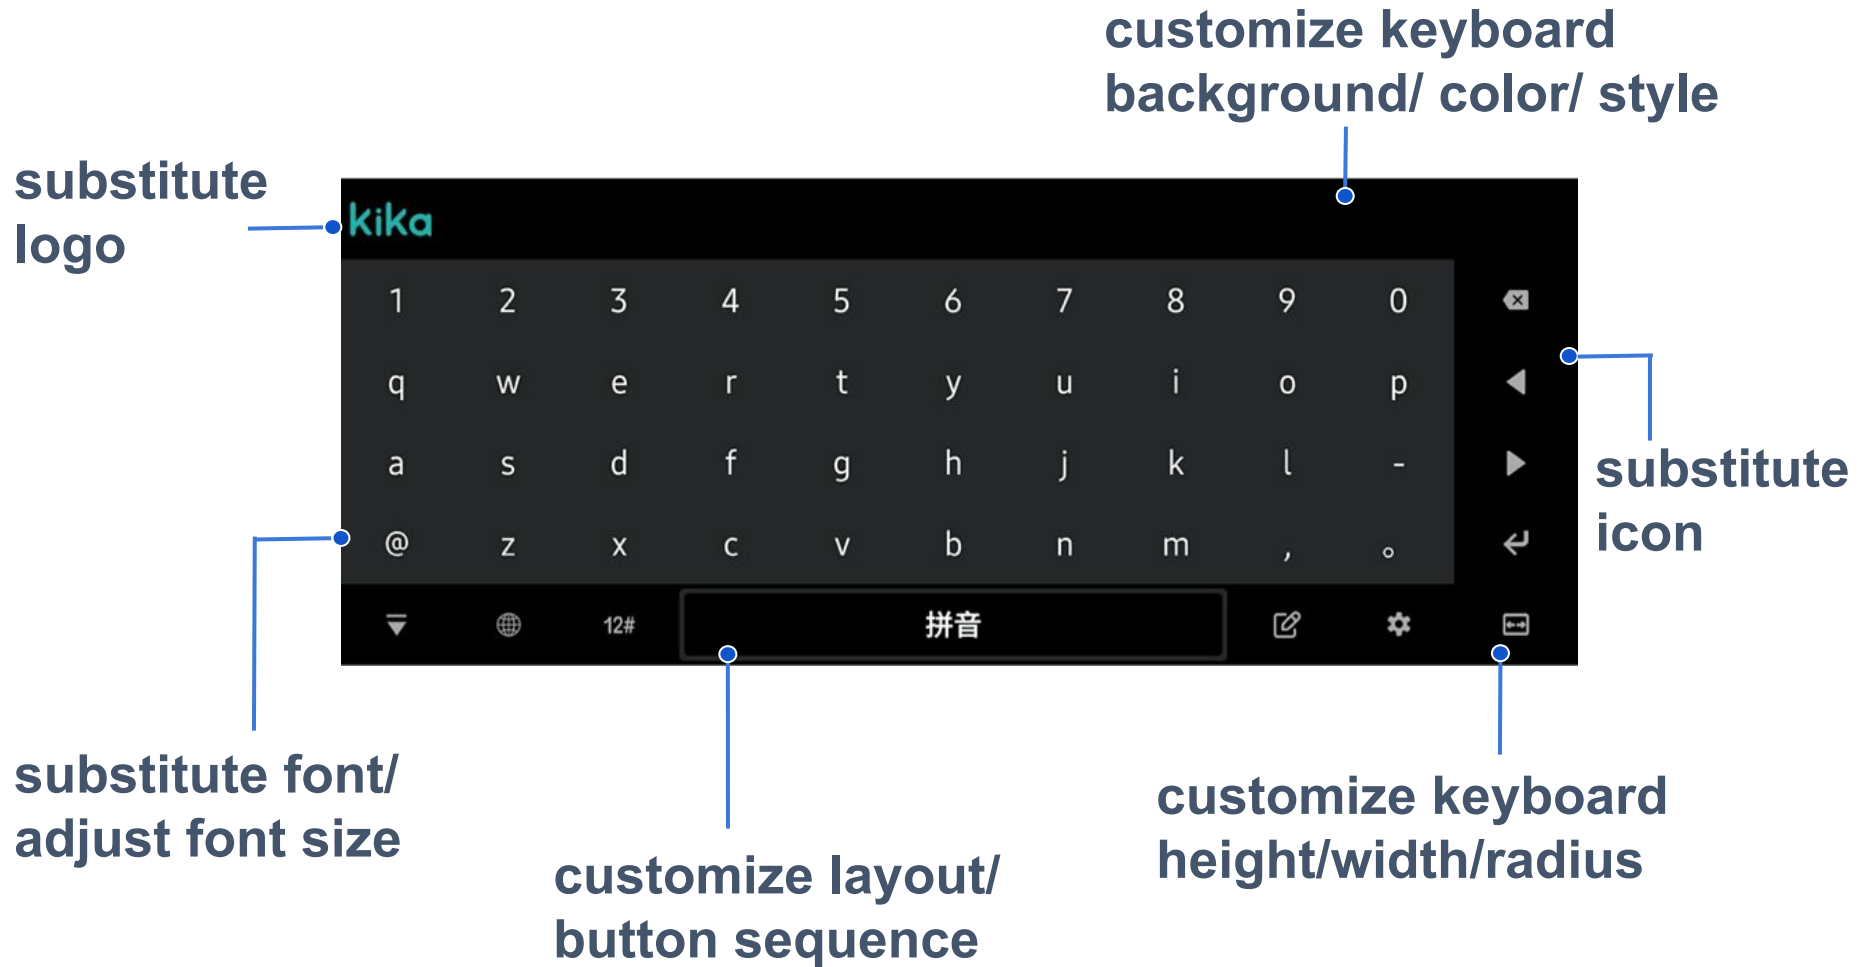 customize keyboard
background/ color/ style
substitute
logo
kika
1 2 3 4 5 6 7 8 9 0
q w e r t y u i o p
a s d f g h j k l -
@ z x c v b n m , 。
12# 拼音
substitute
icon
substitute font/
adjust font size
customize layout/
button sequence
customize keyboard
height/width/radius